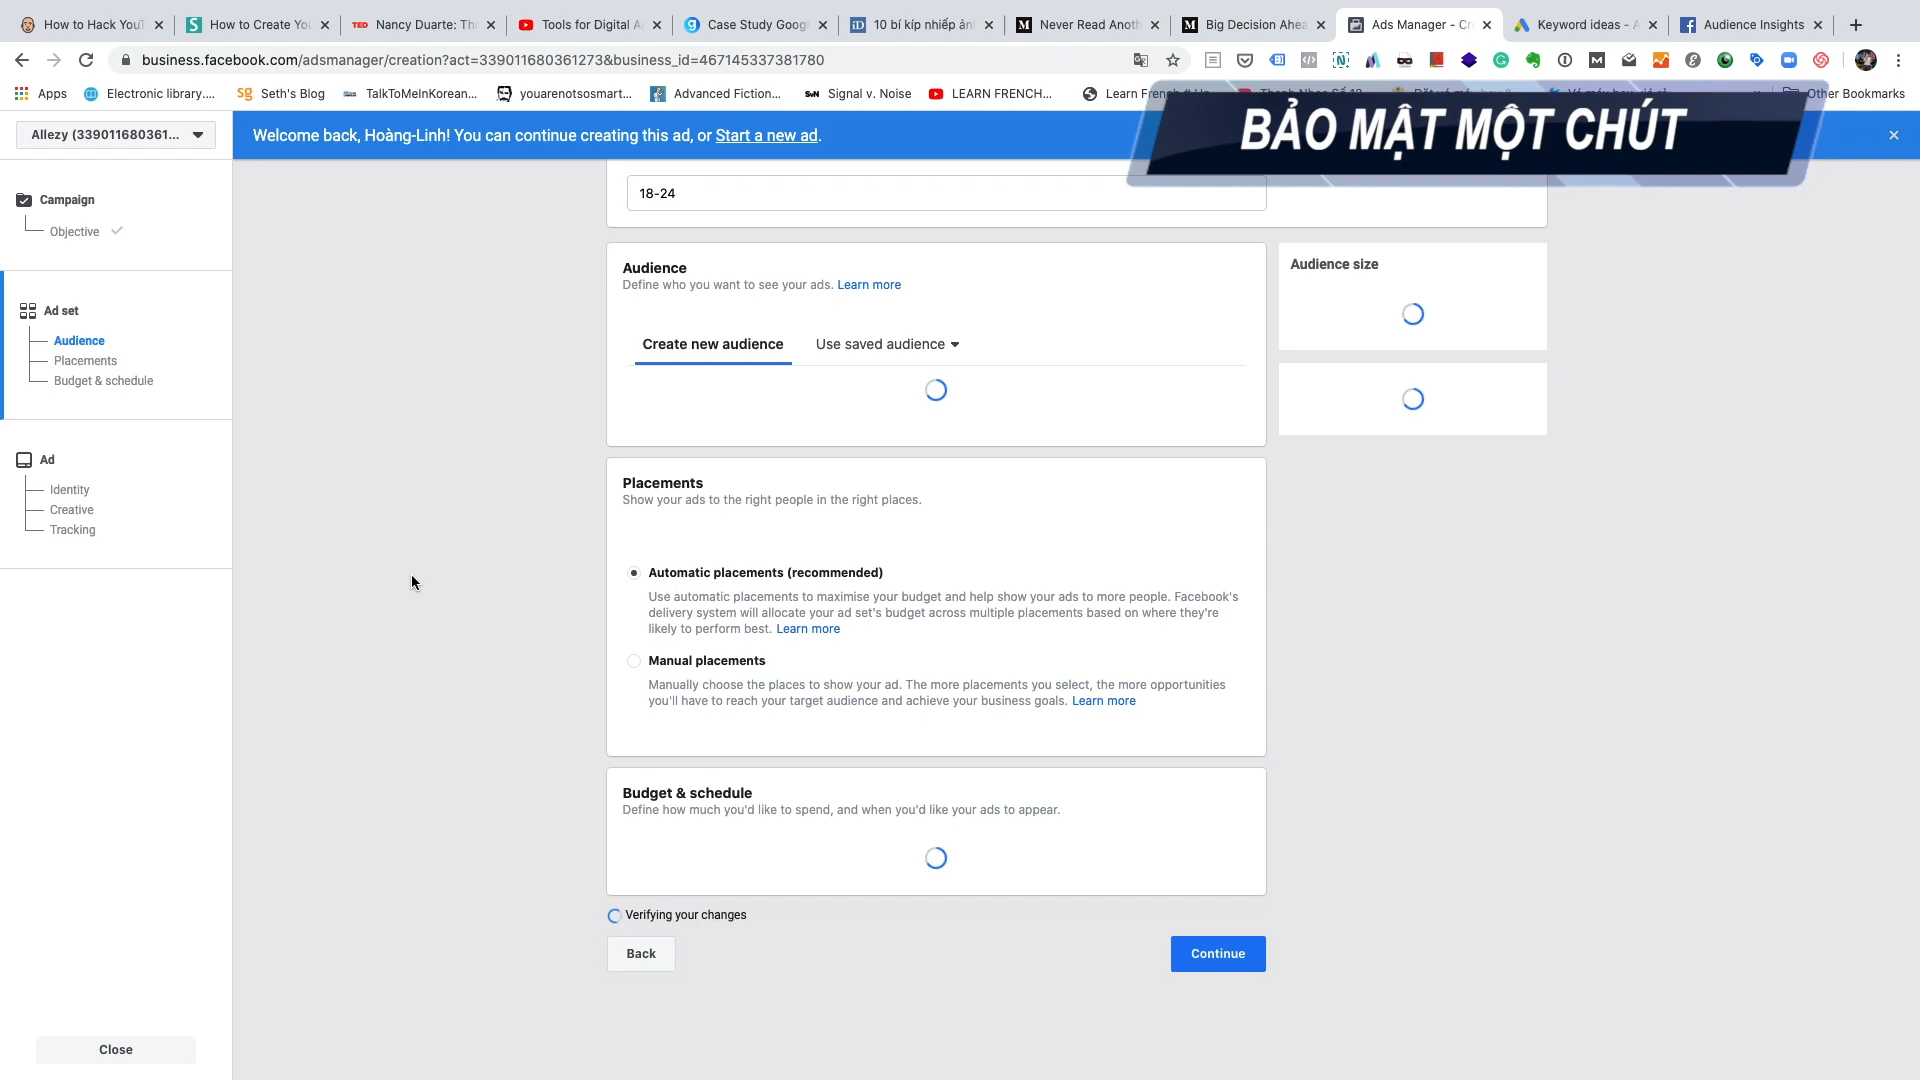 How to Hack YouT
How to Create Yo
TED Nancy Duarte: The
Tools for Digital A
Case Study Goog
iD 10 bí kíp nhiếp ản
M Never Read Anoth
M Big Decision Ahea
Ads Manager - Cr
Keyword ideas - A
Audience Insights
business.facebook.com/adsmanager/creation?act=339011680361273&business_id=467145337381780
Apps
Electronic library....
SG Seth's Blog
TalkToMeInKorean...
youarenotsosmart...
Advanced Fiction...
SvN Signal v. Noise
LEARN FRENCH...
Other Bookmarks
BẢO MẬT MỘT CHÚT
Allezy (339011680361...
Welcome back, Hoàng-Linh! You can continue creating this ad, or Start a new ad.
Campaign
Objective
Ad set
Audience
Placements
Budget & schedule
Ad
Identity
Creative
Tracking
Close
18-24
Audience
Define who you want to see your ads. Learn more
Create new audience
Use saved audience
Audience size
Placements
Show your ads to the right people in the right places.
Automatic placements (recommended)
Use automatic placements to maximise your budget and help show your ads to more people. Facebook's
delivery system will allocate your ad set's budget across multiple placements based on where they're
likely to perform best. Learn more
Manual placements
Manually choose the places to show your ad. The more placements you select, the more opportunities
you'll have to reach your target audience and achieve your business goals. Learn more
Budget & schedule
Define how much you'd like to spend, and when you'd like your ads to appear.
Verifying your changes
Back
Continue